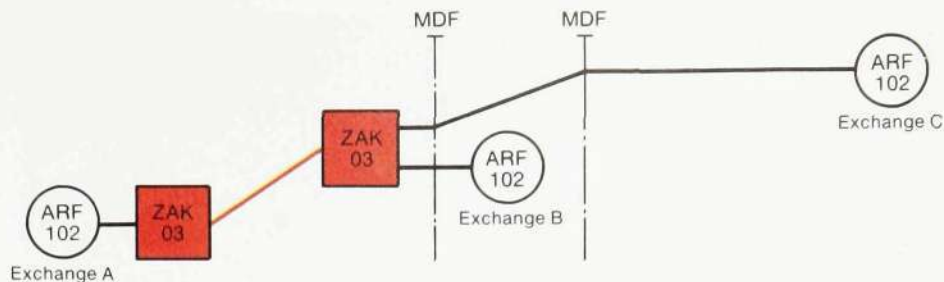 MDF
MDF
ARF
102
Exchange C
ZAK
03
ARF
102
Exchange B
ARF
102
Exchange A
ZAK
03